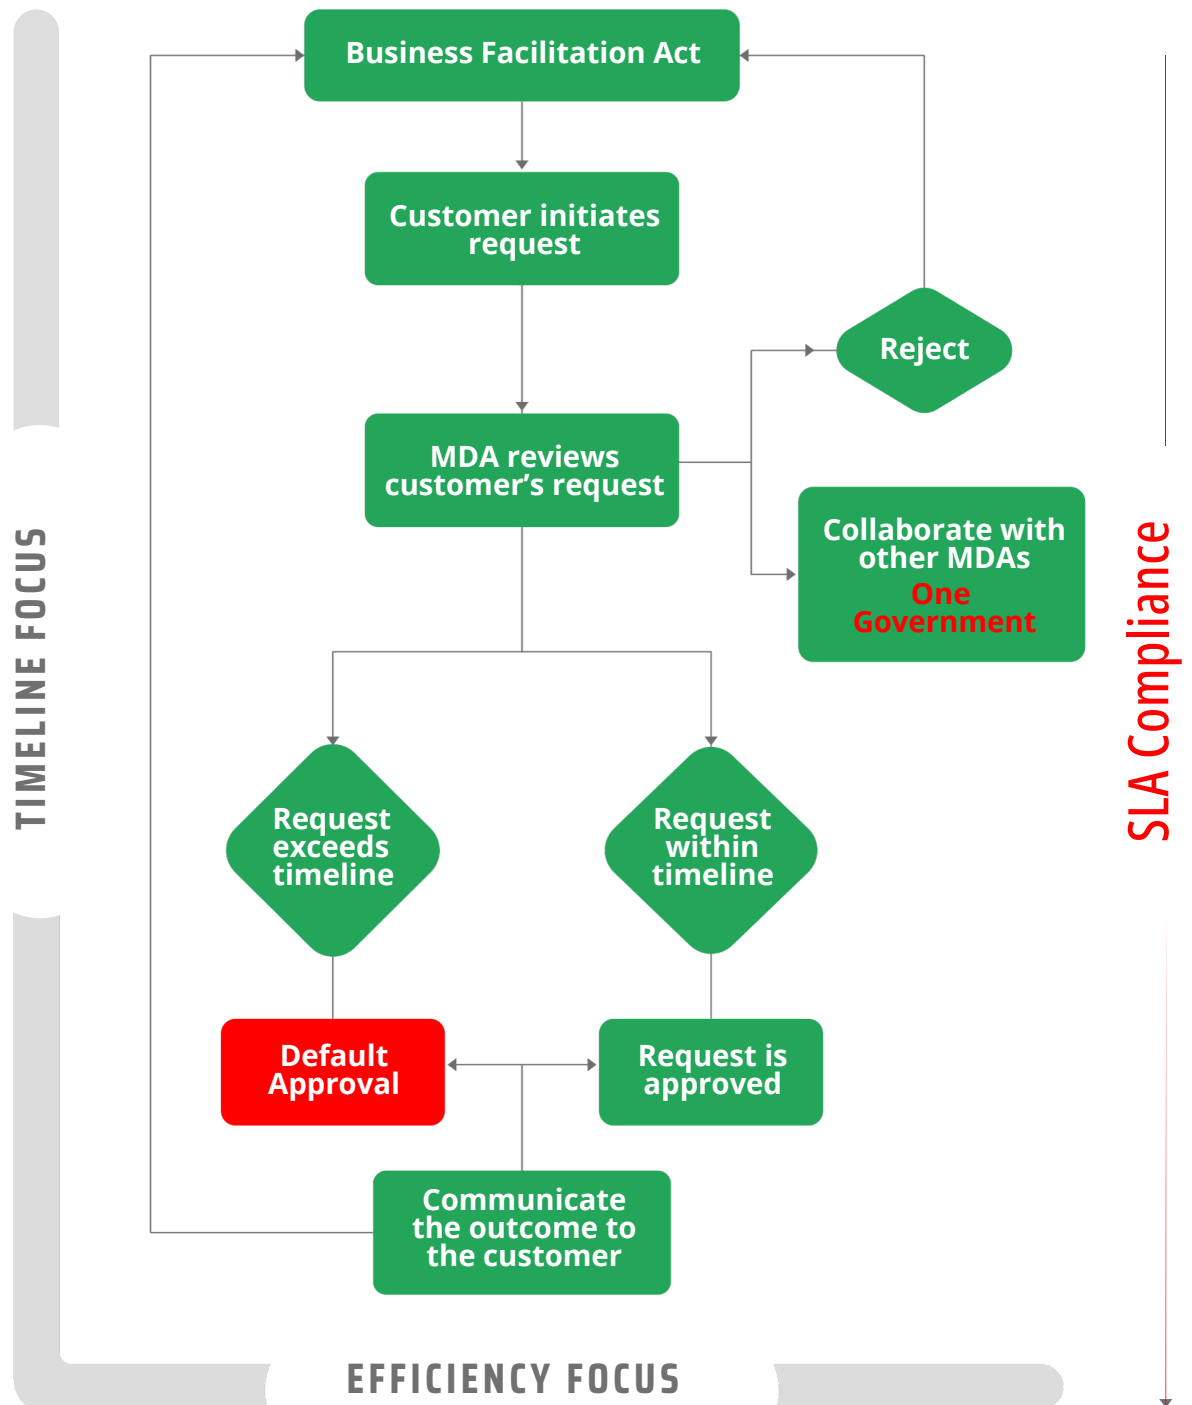 Business Facilitation Act
Customer initiates
request
Reject
MDA reviews
customer’s request
Collaborate with
other MDAs
One
Government
TIMELINE FOCUS
SLA Compliance
Request
exceeds
timeline
Request
within
timeline
Default
Approval
Request is
approved
Communicate
the outcome to
the customer
EFFICIENCY FOCUS